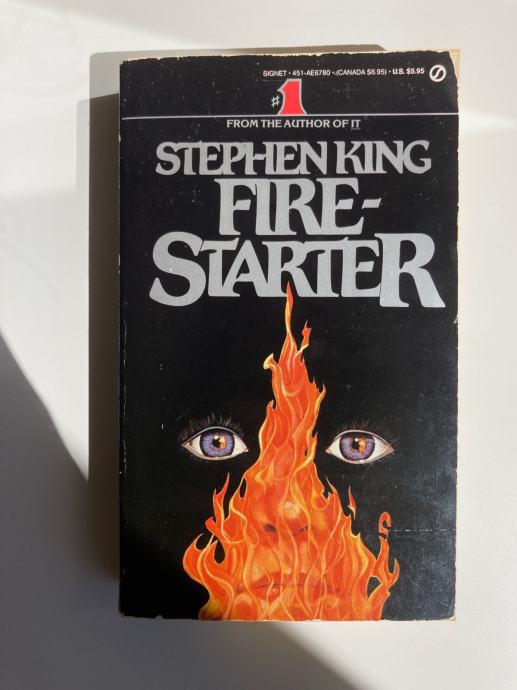 SIGNET • 451-AE6780 • (CANADA $6.95) • U.S. $5.95
#1
FROM THE AUTHOR OF IT
STEPHEN KING
FIRE-
STARTER